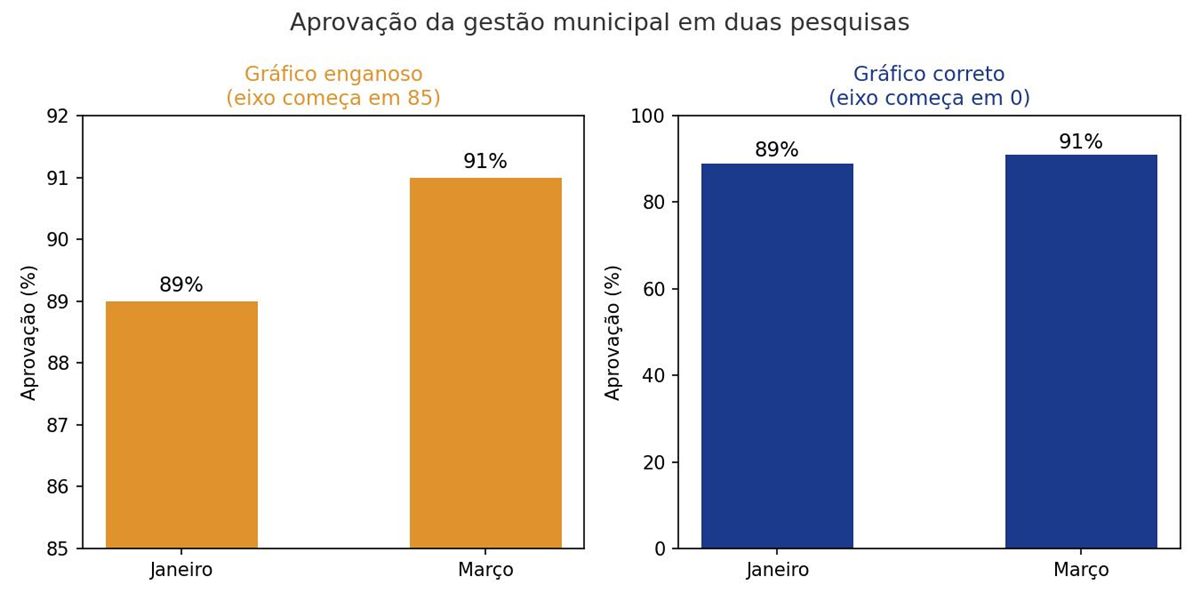 Aprovação da gestão municipal em duas pesquisas
Gráfico enganoso
(eixo começa em 85)
92
91
90
89
88
87
86
85
Aprovação (%)
89%
91%
Janeiro
Março
Gráfico correto
(eixo começa em 0)
100
80
60
40
20
0
Aprovação (%)
89%
91%
Janeiro
Março